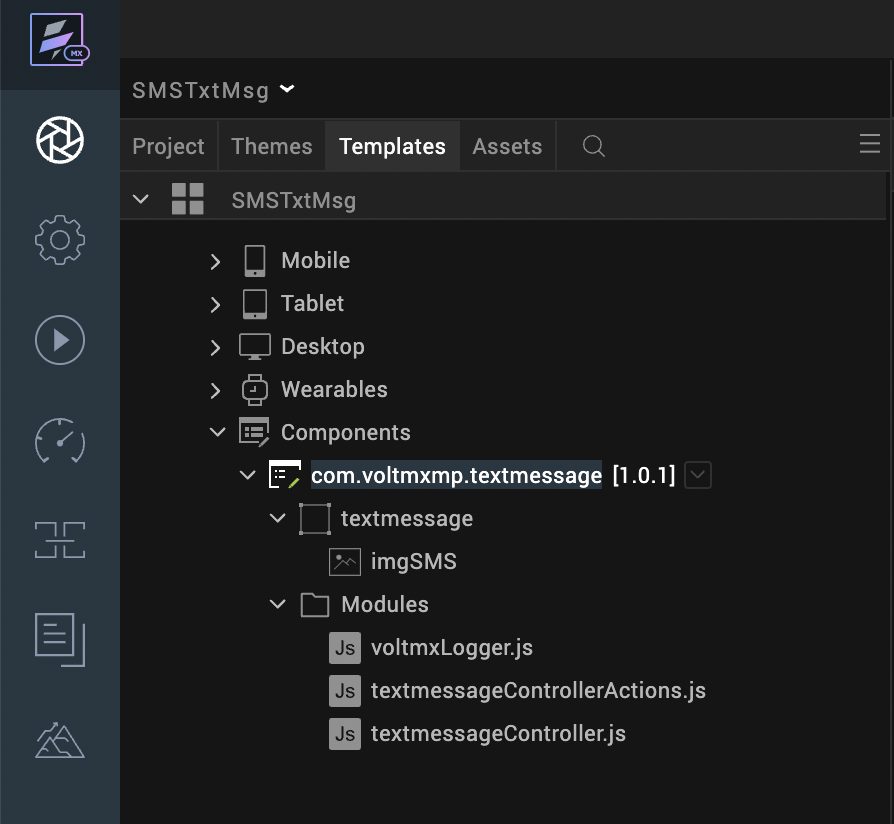 MX
SMSTxtMsg
Project Themes Templates Assets
SMSTxtMsg
Mobile
Tablet
Desktop
Wearables
Components
com.voltmxmp.textmessage [1.0.1]
textmessage
imgSMS
Modules
Js voltmxLogger.js
Js textmessageControllerActions.js
Js textmessageController.js